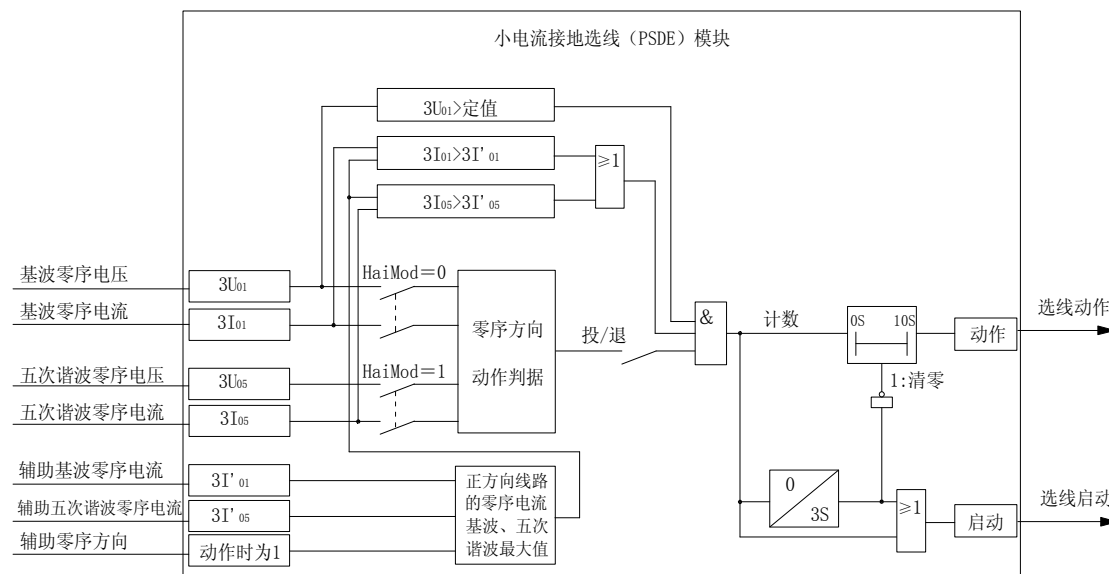 小电流接地选线（PSDE）模块
3U01>定值
3I01>3I'01
≥1
3I05>3I'05
基波零序电压
3U01
HaiMod=0
基波零序电流
3I01
零序方向
动作判据
投/退
&
计数
0S 10S
动作
选线动作
五次谐波零序电压
3U05
HaiMod=1
五次谐波零序电流
3I05
1:清零
辅助基波零序电流
3I'01
辅助五次谐波零序电流
3I'05
辅助零序方向
动作时为1
正方向线路
的零序电流
基波、五次
谐波最大值
0
3S
≥1
启动
选线启动